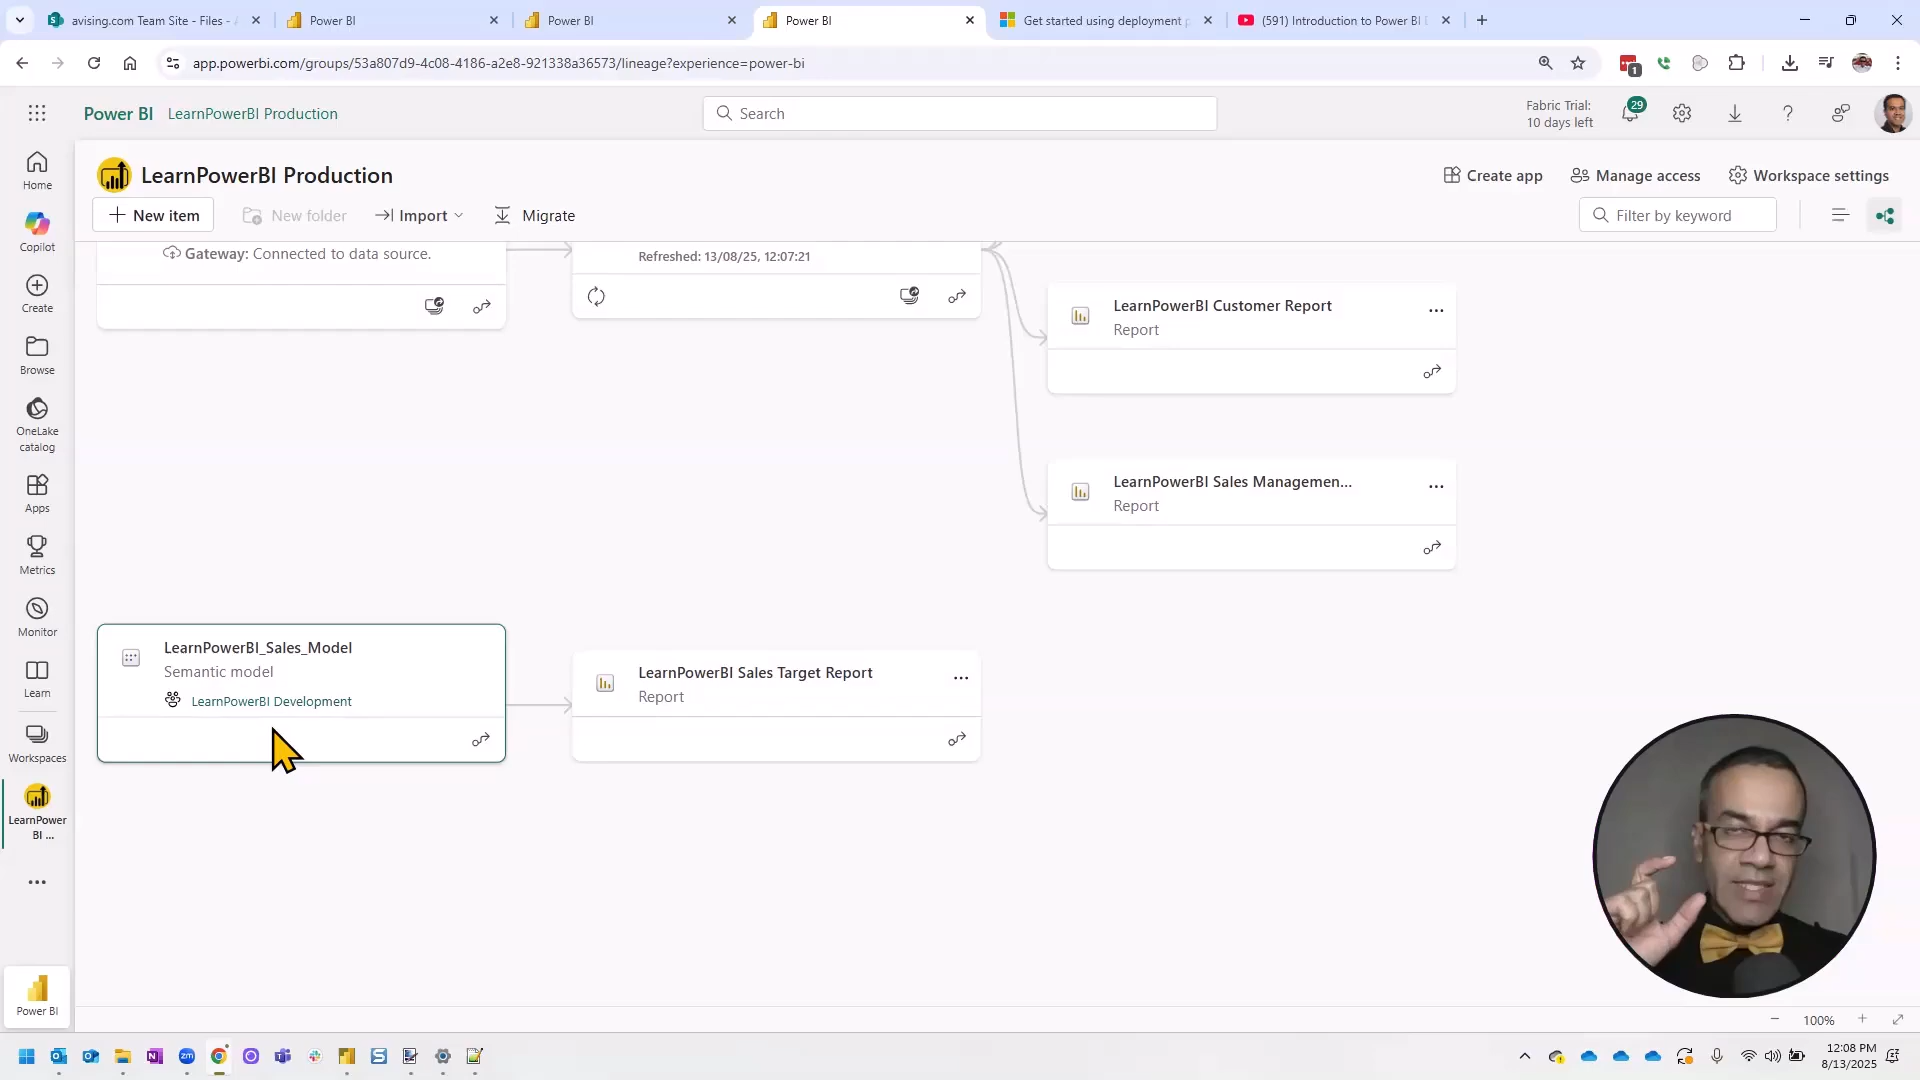 avising.com Team Site - Files -
Power BI
Power BI
Power BI
Get started using deployment
(591) Introduction to Power BI
app.powerbi.com/groups/53a807d9-4c08-4186-a2e8-921338a36573/lineage?experience=power-bi
1
Power BI
LearnPowerBI Production
Search
Fabric Trial:
10 days left
29
Home
Copilot
Create
Browse
OneLake
catalog
Apps
Metrics
Monitor
Learn
Workspaces
LearnPower
BI ...
Power BI
LearnPowerBI Production
Create app
Manage access
Workspace settings
New item
New folder
Import
Migrate
Filter by keyword
Gateway: Connected to data source.
Refreshed: 13/08/25, 12:07:21
LearnPowerBI Customer Report
Report
LearnPowerBI Sales Managemen...
Report
LearnPowerBI_Sales_Model
Semantic model
LearnPowerBI Development
LearnPowerBI Sales Target Report
Report
100%
12:08 PM
8/13/2025